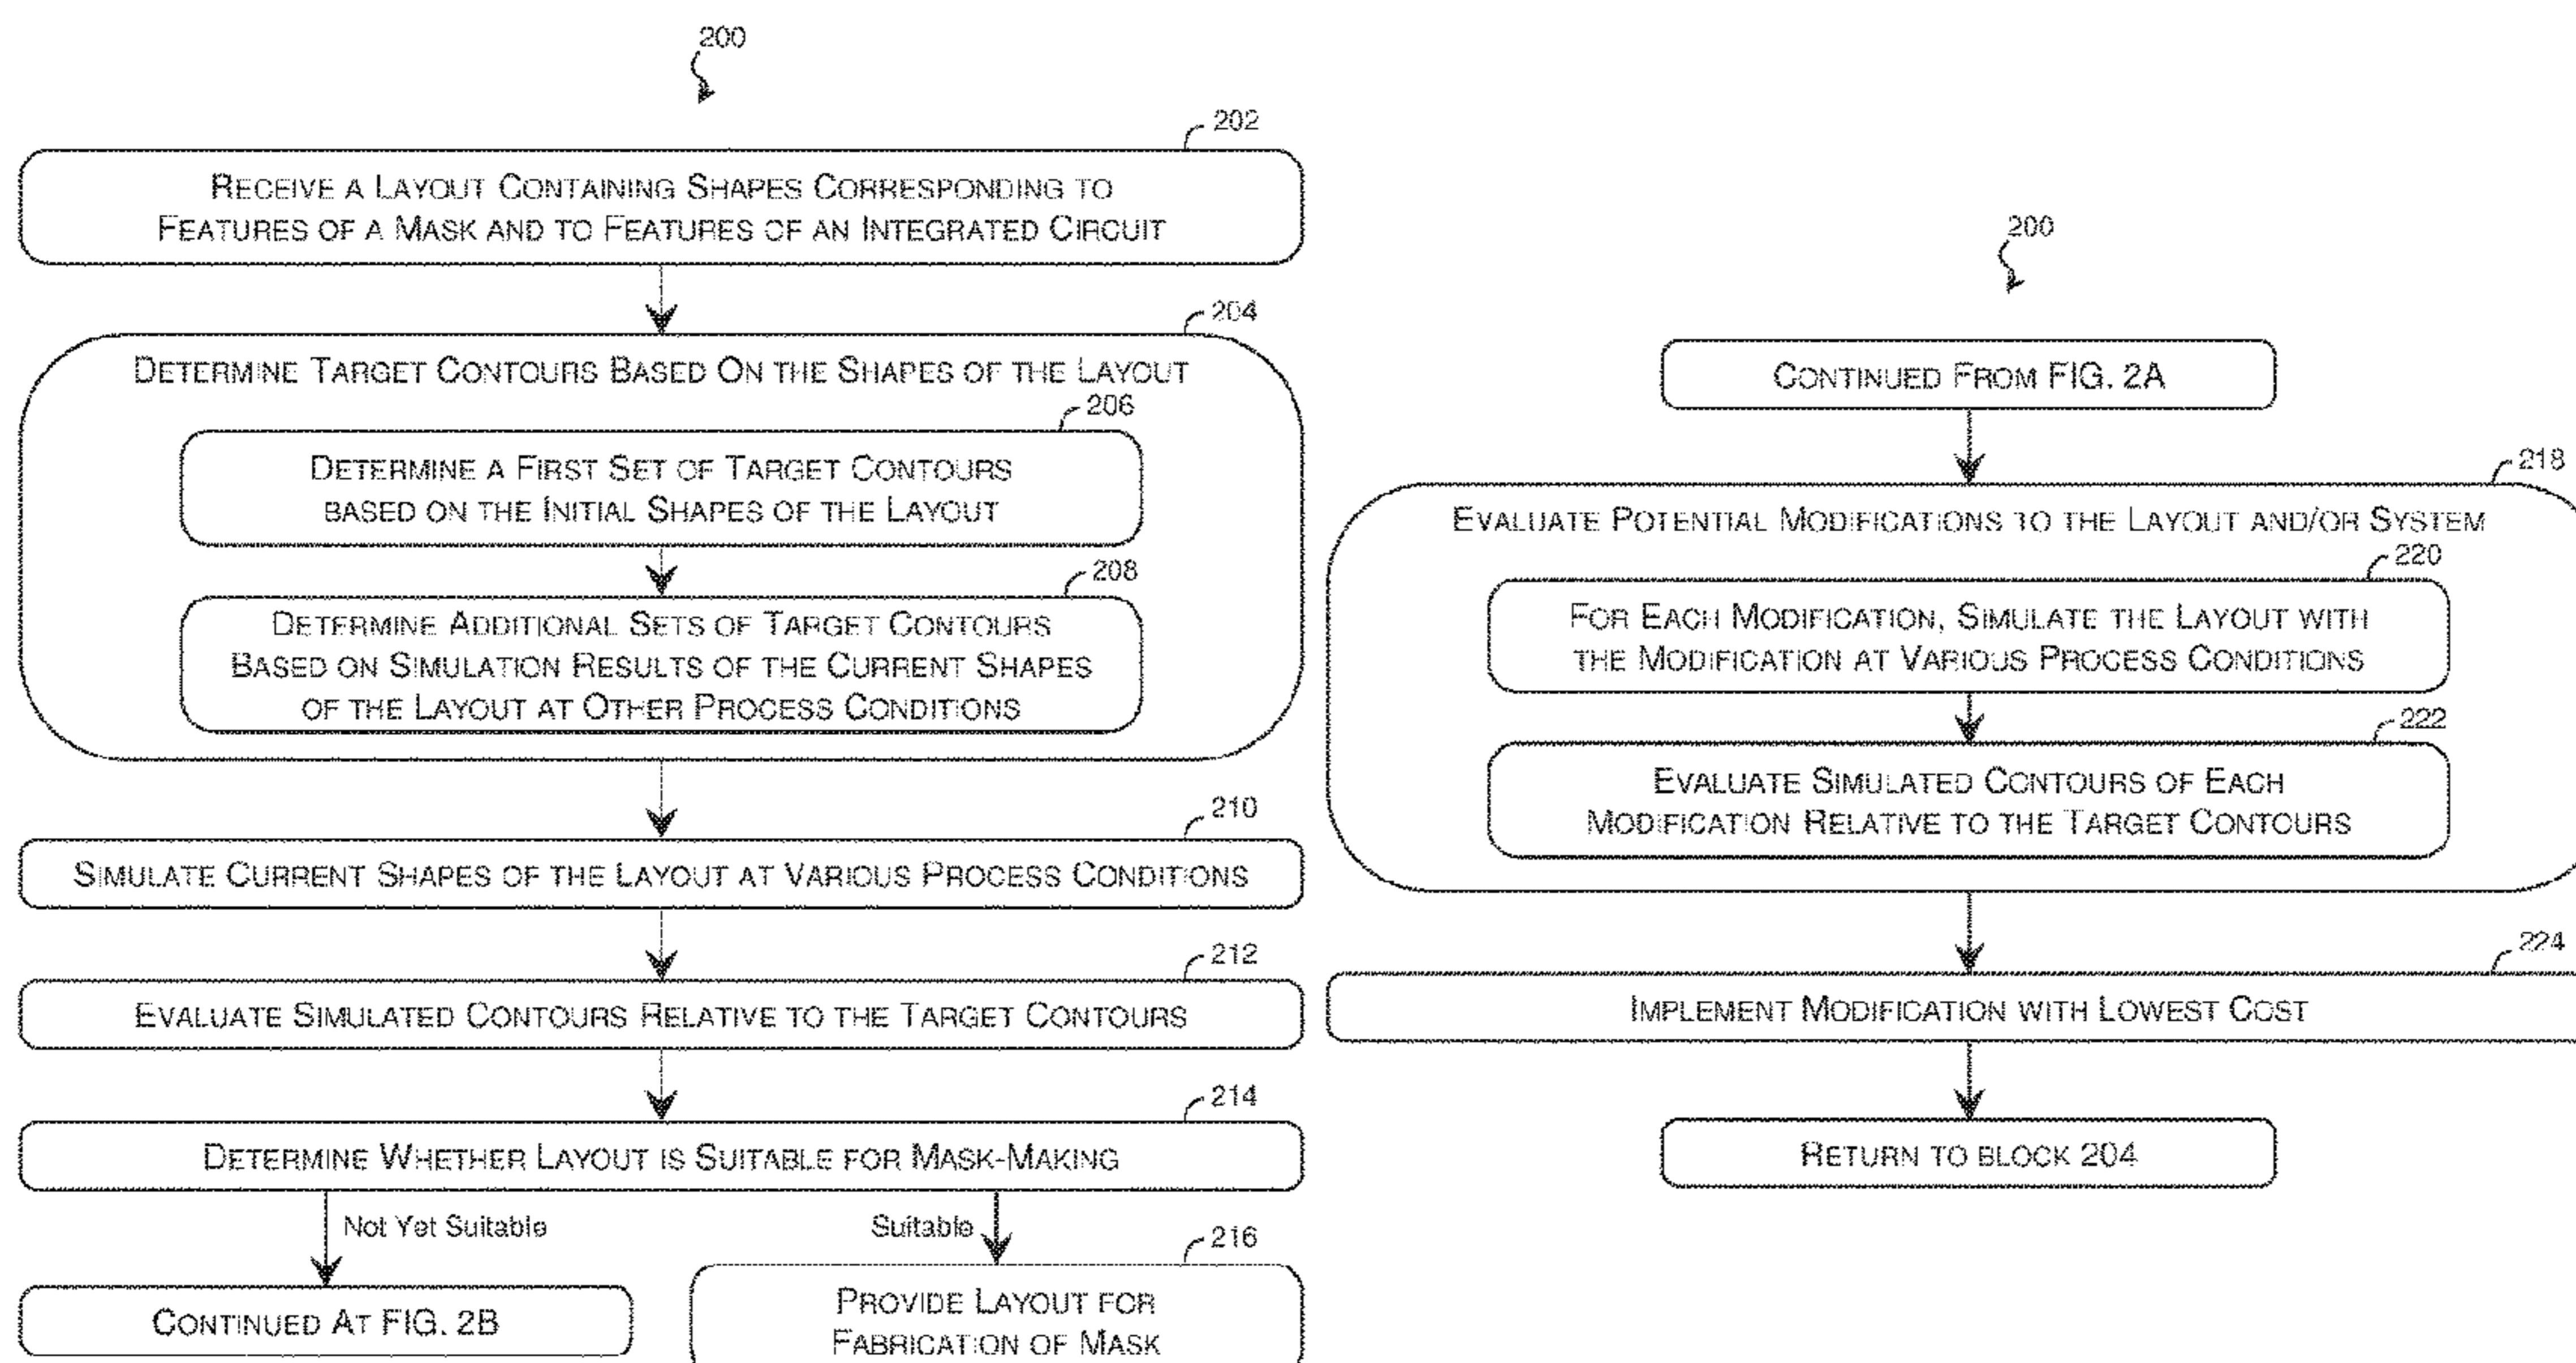 200
202
RECEIVE A LAYOUT CONTAINING SHAPES CORRESPONDING TO
FEATURES OF A MASK AND TO FEATURES OF AN INTEGRATED CIRCUIT
204
DETERMINE TARGET CONTOURS BASED ON THE SHAPES OF THE LAYOUT
206
DETERMINE A FIRST SET OF TARGET CONTOURS
BASED ON THE INITIAL SHAPES OF THE LAYOUT
208
DETERMINE ADDITIONAL SETS OF TARGET CONTOURS
BASED ON SIMULATION RESULTS OF THE CURRENT SHAPES
OF THE LAYOUT AT OTHER PROCESS CONDITIONS
210
SIMULATE CURRENT SHAPES OF THE LAYOUT AT VARIOUS PROCESS CONDITIONS
212
EVALUATE SIMULATED CONTOURS RELATIVE TO THE TARGET CONTOURS
214
DETERMINE WHETHER LAYOUT IS SUITABLE FOR MASK-MAKING
Not Yet Suitable
Suitable
216
CONTINUED AT FIG. 2B
PROVIDE LAYOUT FOR
FABRICATION OF MASK
200
CONTINUED FROM FIG. 2A
218
EVALUATE POTENTIAL MODIFICATIONS TO THE LAYOUT AND/OR SYSTEM
220
FOR EACH MODIFICATION, SIMULATE THE LAYOUT WITH
THE MODIFICATION AT VARIOUS PROCESS CONDITIONS
222
EVALUATE SIMULATED CONTOURS OF EACH
MODIFICATION RELATIVE TO THE TARGET CONTOURS
224
IMPLEMENT MODIFICATION WITH LOWEST COST
RETURN TO BLOCK 204